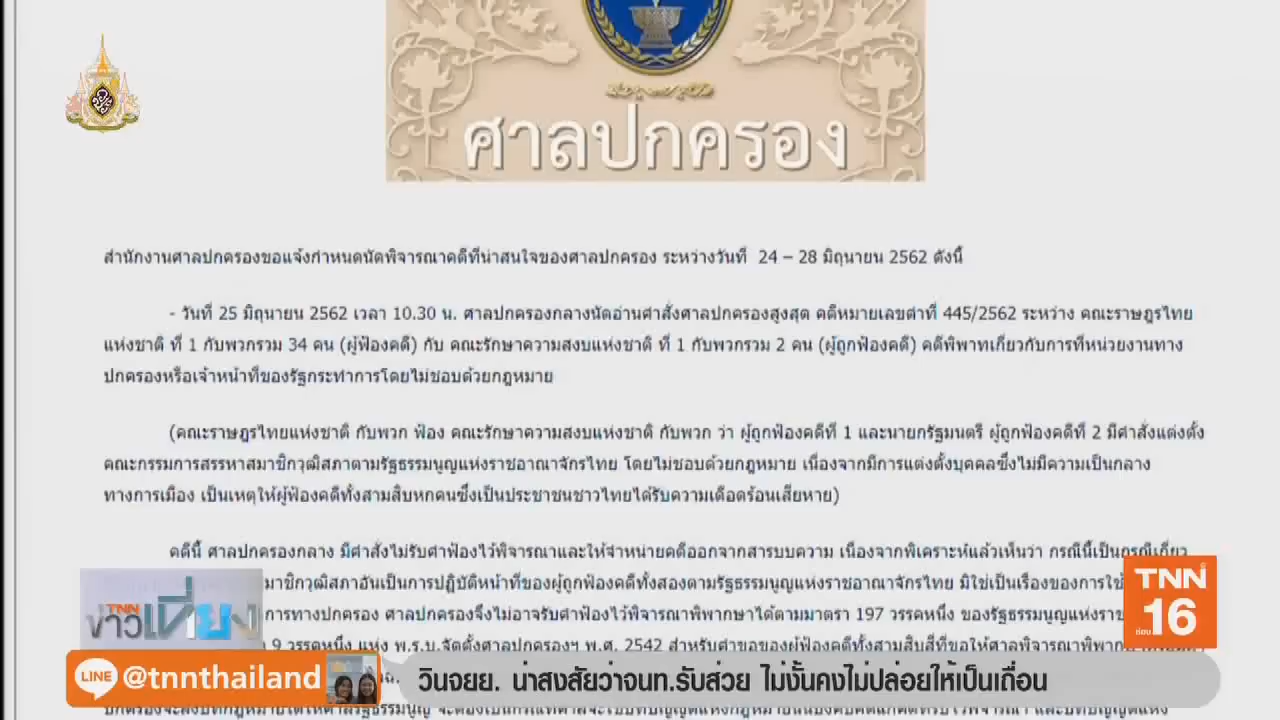 ศาลปกครอง
สำนักงานศาลปกครองขอแจ้งกำหนดนัดพิจารณาคดีที่น่าสนใจของศาลปกครอง ระหว่างวันที่ 24 – 28 มิถุนายน 2562 ดังนี้
- วันที่ 25 มิถุนายน 2562 เวลา 10.30 น. ศาลปกครองกลางนัดอ่านคำสั่งศาลปกครองสูงสุด คดีหมายเลขดำที่ 445/2562 ระหว่าง คณะราษฎรไทย
แห่งชาติ ที่ 1 กับพวกรวม 34 คน (ผู้ฟ้องคดี) กับ คณะรักษาความสงบแห่งชาติ ที่ 1 กับพวกรวม 2 คน (ผู้ถูกฟ้องคดี) คดีพิพาทเกี่ยวกับการที่หน่วยงานทาง
ปกครองหรือเจ้าหน้าที่ของรัฐกระทำการโดยไม่ชอบด้วยกฎหมาย
(คณะราษฎรไทยแห่งชาติ กับพวก ฟ้อง คณะรักษาความสงบแห่งชาติ กับพวก ว่า ผู้ถูกฟ้องคดีที่ 1 และนายกรัฐมนตรี ผู้ถูกฟ้องคดีที่ 2 มีคำสั่งแต่งตั้ง
คณะกรรมการสรรหาสมาชิกวุฒิสภาตามรัฐธรรมนูญแห่งราชอาณาจักรไทย โดยไม่ชอบด้วยกฎหมาย เนื่องจากมีการแต่งตั้งบุคคลซึ่งไม่มีความเป็นกลาง
ทางการเมือง เป็นเหตุให้ผู้ฟ้องคดีทั้งสามสิบหกคนซึ่งเป็นประชาชนชาวไทยได้รับความเดือดร้อนเสียหาย)
คดีนี้ ศาลปกครองกลาง มีคำสั่งไม่รับคำฟ้องไว้พิจารณาและให้จำหน่ายคดีออกจากสารบบความ เนื่องจากพิเคราะห์แล้วเห็นว่า กรณีนี้เป็นกรณีเกี่ยว
มาชิกวุฒิสภาอันเป็นการปฏิบัติหน้าที่ของผู้ถูกฟ้องคดีทั้งสองตามรัฐธรรมนูญแห่งราชอาณาจักรไทย มิใช่เป็นเรื่องของการใช้
การทางปกครอง ศาลปกครองจึงไม่อาจรับคำฟ้องไว้พิจารณาพิพากษาได้ตามมาตรา 197 วรรคหนึ่ง ของรัฐธรรมนูญแห่งราช
9 วรรคหนึ่ง แห่ง พ.ร.บ.จัดตั้งศาลปกครองฯ พ.ศ. 2542 สำหรับคำขอของผู้ฟ้องคดีทั้งสามสิบสี่ที่ขอให้ศาลพิจารณาพิพาก
TNN
ข่าวเที่ยง
TNN
ช่อง 16
LINE @tnnthailand
วินจยย. น่าสงสัยว่าจนท.รับส่วย ไม่งั้นคงไม่ปล่อยให้เป็นเถื่อน